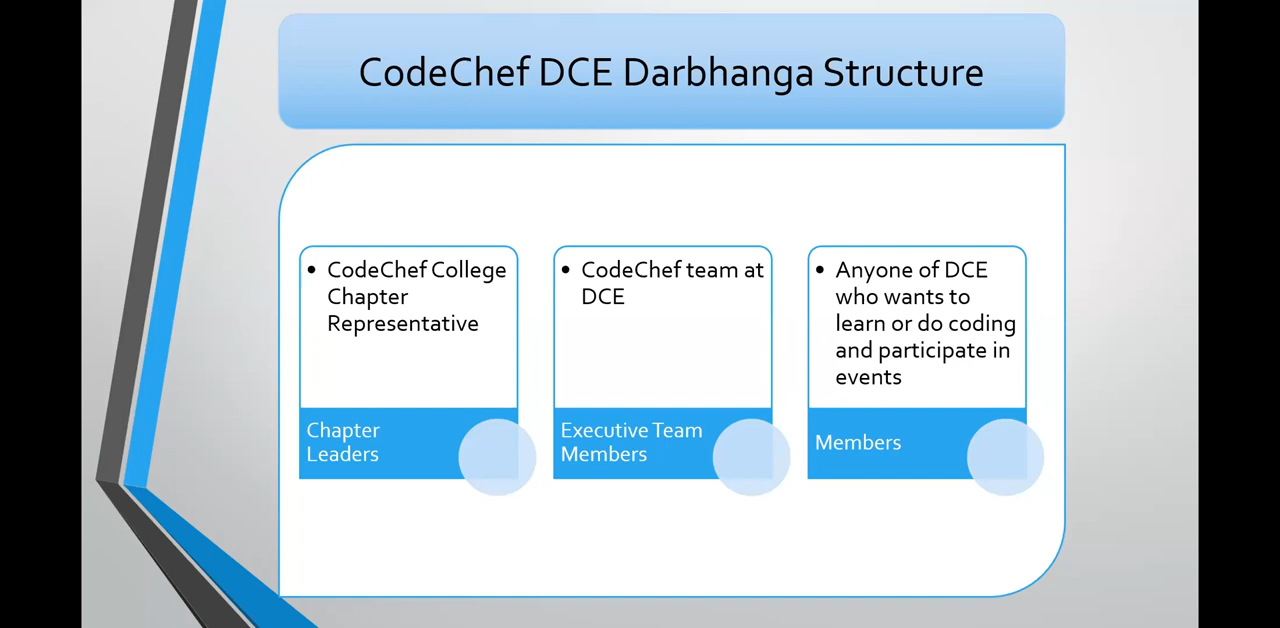 CodeChef DCE Darbhanga Structure
• CodeChef College
Chapter
Representative
Chapter
Leaders
• CodeChef team at
DCE
Executive Team
Members
• Anyone of DCE
who wants to
learn or do coding
and participate in
events
Members